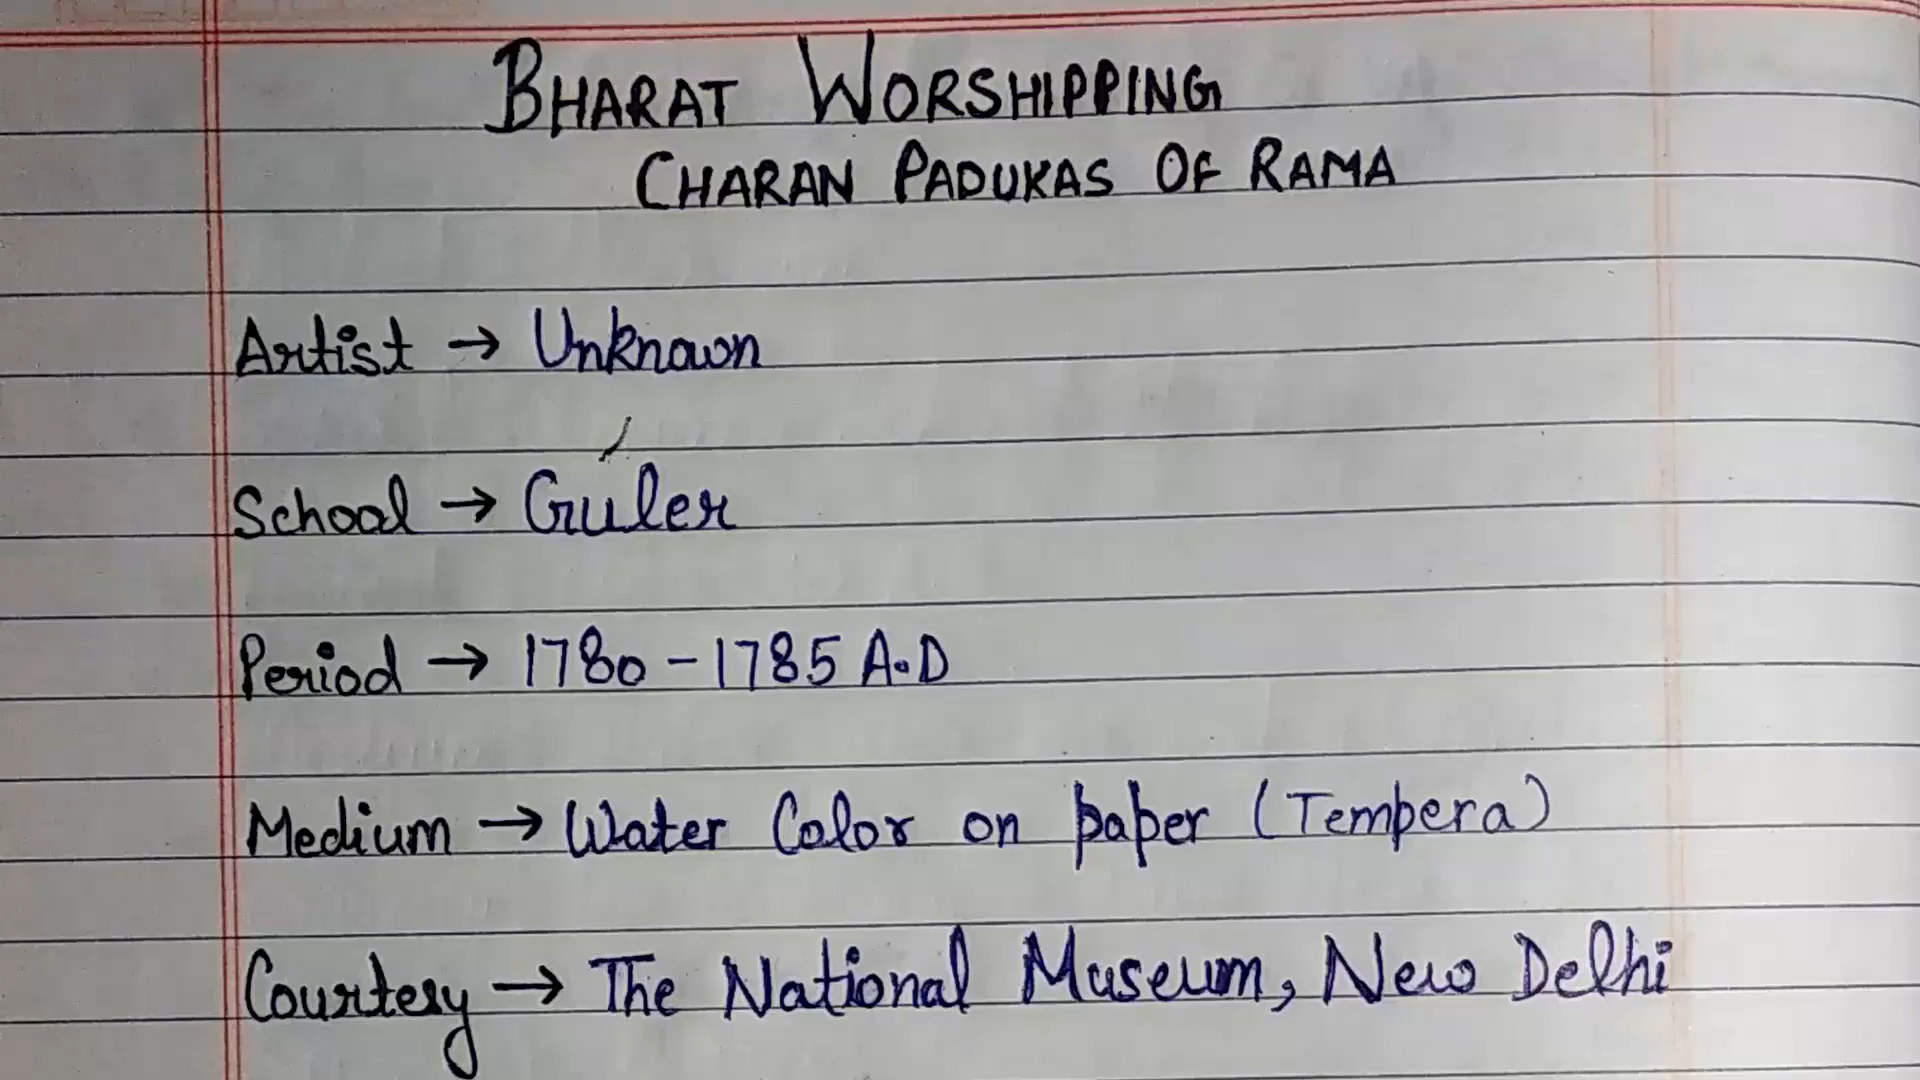 BHARAT WORSHIPPING
CHARAN PADUKAS OF RAMA
Artist → Unknown
School → Guler
Period → 1780 - 1785 A.D
Medium → Water Color on paper (Tempera)
Courtesy → The National Museum, New Delhi